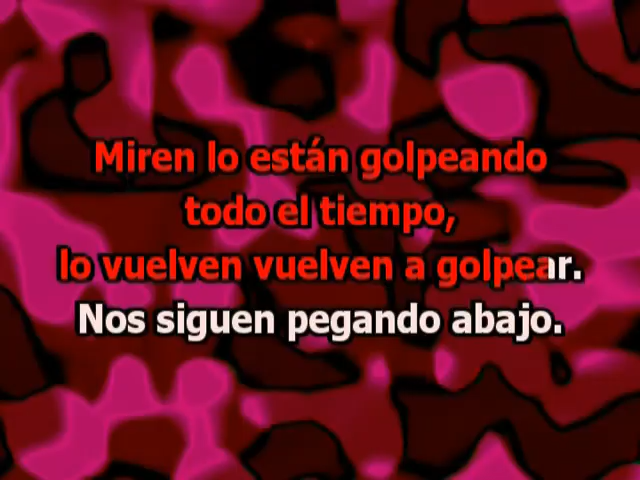 Miren lo están golpeando
todo el tiempo,
lo vuelven vuelven a golpear.
Nos siguen pegando abajo.